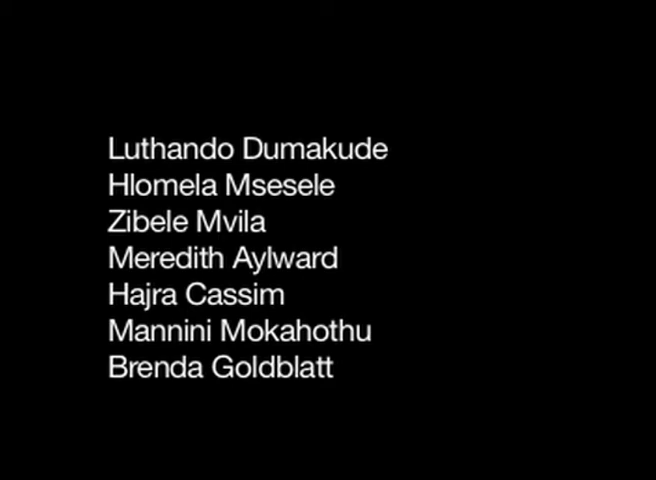 Luthando Dumakude
Hlomela Msesele
Zibele Mvila
Meredith Aylward
Hajra Cassim
Mannini Mokahothu
Brenda Goldblatt